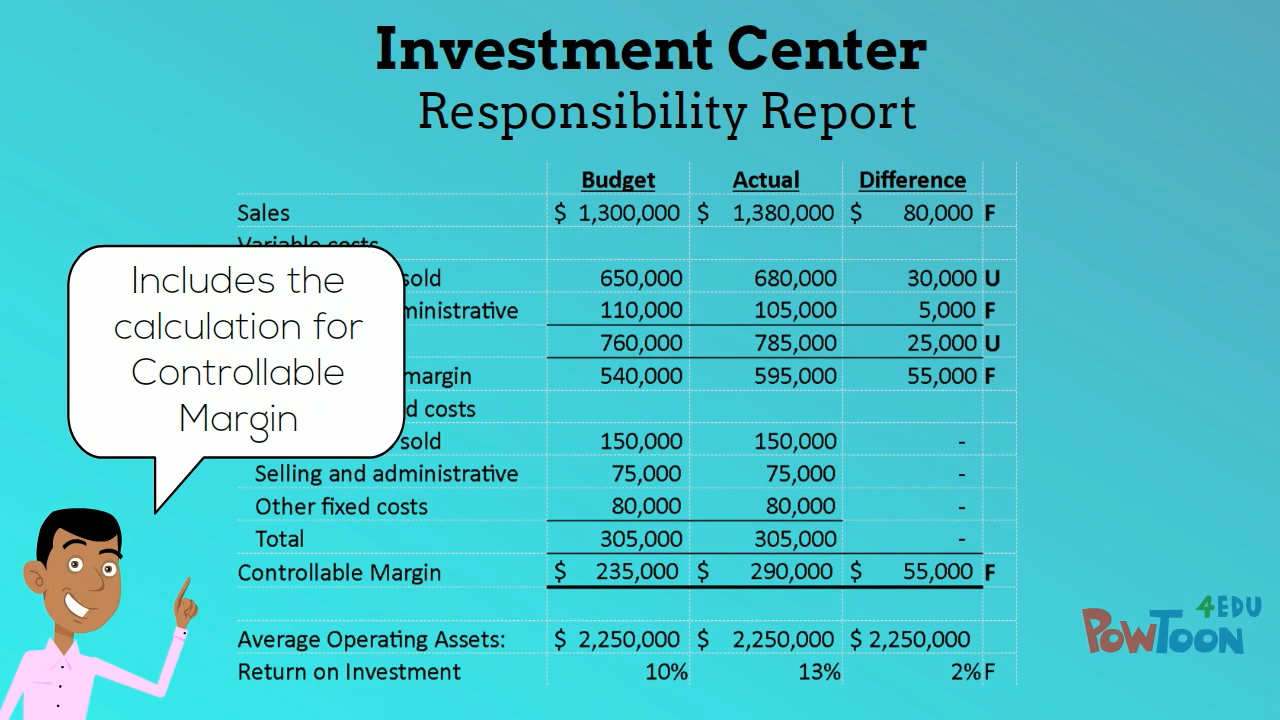 Investment Center
Responsibility Report
Budget Actual Difference
Sales $ 1,300,000 $ 1,380,000 $ 80,000 F
Variable costs
sold 650,000 680,000 30,000 U
ministrative 110,000 105,000 5,000 F
760,000 785,000 25,000 U
margin 540,000 595,000 55,000 F
d costs
sold 150,000 150,000 -
Selling and administrative 75,000 75,000 -
Other fixed costs 80,000 80,000 -
Total 305,000 305,000 -
Controllable Margin $ 235,000 $ 290,000 $ 55,000 F
Average Operating Assets: $ 2,250,000 $ 2,250,000 $ 2,250,000
Return on Investment 10% 13% 2% F
Includes the
calculation for
Controllable
Margin
4EDU
POWTOON